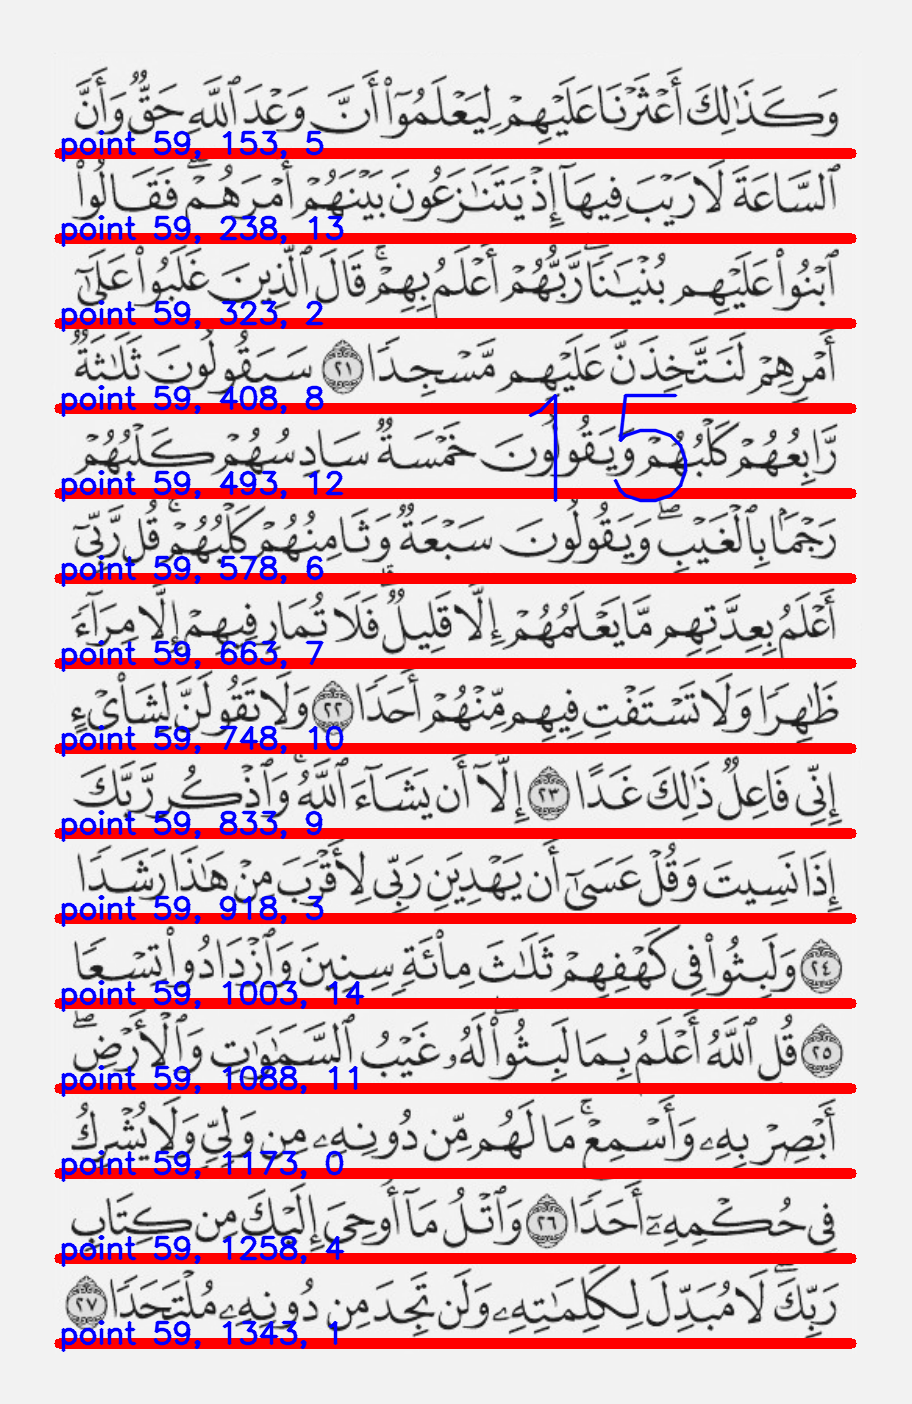 وَكَذَٰلِكَ أَعْثَرْنَا عَلَيْهِمْ لِيَعْلَمُوٓا۟ أَنَّ وَعْدَ ٱللَّهِ حَقٌّ وَأَنَّ
point 59, 153, 5
ٱلسَّاعَةَ لَا رَيْبَ فِيهَآ إِذْ يَتَنَٰزَعُونَ بَيْنَهُمْ أَمْرَهُمْ ۖ فَقَالُوا۟
point 59, 238, 13
ٱبْنُوا۟ عَلَيْهِم بُنْيَٰنًا ۖ رَّبُّهُمْ أَعْلَمُ بِهِمْ ۚ قَالَ ٱلَّذِينَ غَلَبُوا۟ عَلَىٰٓ
point 59, 323, 2
أَمْرِهِمْ لَنَتَّخِذَنَّ عَلَيْهِم مَّسْجِدًا ٢١ سَيَقُولُونَ ثَلَٰثَةٌ
point 59, 408, 8
15
رَّابِعُهُمْ كَلْبُهُمْ وَيَقُولُونَ خَمْسَةٌ سَادِسُهُمْ كَلْبُهُمْ
point 59, 493, 12
رَجْمًۢا بِٱلْغَيْبِ ۖ وَيَقُولُونَ سَبْعَةٌ وَثَامِنُهُمْ كَلْبُهُمْ ۚ قُل رَّبِّىٓ
point 59, 578, 6
أَعْلَمُ بِعِدَّتِهِم مَّا يَعْلَمُهُمْ إِلَّا قَلِيلٌ ۗ فَلَا تُمَارِ فِيهِمْ إِلَّا مِرَآءً
point 59, 663, 7
ظَٰهِرًا وَلَا تَسْتَفْتِ فِيهِم مِّنْهُمْ أَحَدًا ٢٢ وَلَا تَقُولَنَّ لِشَا۟ىْءٍ
point 59, 748, 10
إِنِّى فَاعِلٌ ذَٰلِكَ غَدًا ٢٣ إِلَّآ أَن يَشَآءَ ٱللَّهُ ۚ وَٱذْكُر رَّبَّكَ
point 59, 833, 9
إِذَا نَسِيتَ وَقُلْ عَسَىٰٓ أَن يَهْدِيَنِ رَبِّى لِأَقْرَبَ مِنْ هَٰذَا رَشَدًا
point 59, 918, 3
٢٤ وَلَبِثُوا۟ فِى كَهْفِهِمْ ثَلَٰثَ مِا۟ئَةٍ سِنِينَ وَٱزْدَادُوا۟ تِسْعًا
point 59, 1003, 14
٢٥ قُلِ ٱللَّهُ أَعْلَمُ بِمَا لَبِثُوا۟ ۖ لَهُۥ غَيْبُ ٱلسَّمَٰوَٰتِ وَٱلْأَرْضِ ۖ
point 59, 1088, 11
أَبْصِرْ بِهِۦ وَأَسْمِعْ ۚ مَا لَهُم مِّن دُونِهِۦ مِن وَلِىٍّ وَلَا يُشْرِكُ
point 59, 1173, 0
فِى حُكْمِهِۦٓ أَحَدًا ٢٦ وَٱتْلُ مَآ أُوحِىَ إِلَيْكَ مِن كِتَابِ
point 59, 1258, 4
رَبِّكَ ۖ لَا مُبَدِّلَ لِكَلِمَٰتِهِۦ وَلَن تَجِدَ مِن دُونِهِۦ مُلْتَحَدًا ٢٧
point 59, 1343, 1